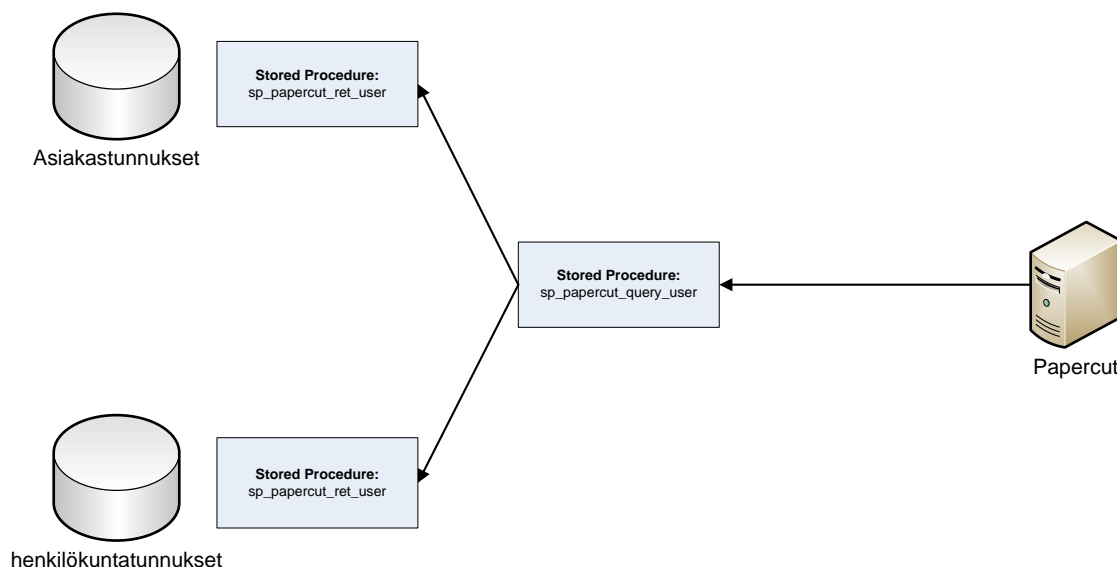 Stored Procedure:
sp_papercut_ret_user
Asiakastunnukset
Stored Procedure:
sp_papercut_query_user
Papercut
Stored Procedure:
sp_papercut_ret_user
henkilökuntatunnukset